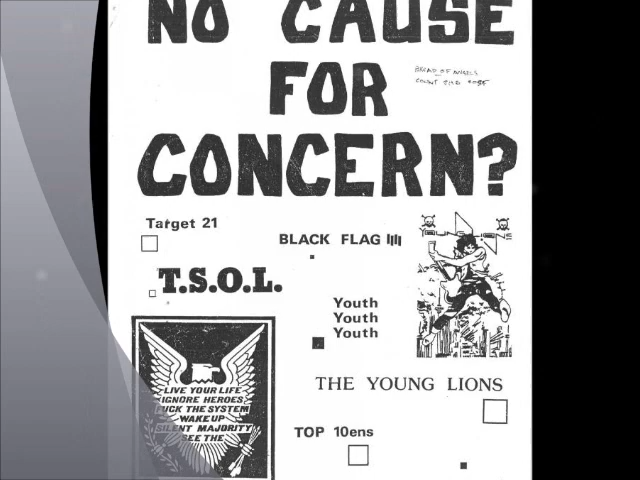 NO CAUSE
FOR
CONCERN?
Target 21
BLACK FLAG
T.S.O.L.
Youth
Youth
Youth
THE YOUNG LIONS
TOP 10ens
LIVE YOUR LIFE
IGNORE HEROES
FUCK THE SYSTEM
WAKE UP
SILENT MAJORITY
SEE THE